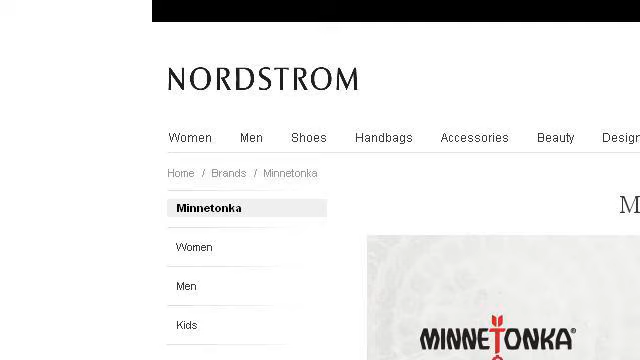 NORDSTROM
Women Men Shoes Handbags Accessories Beauty
Home / Brands / Minnetonka
Minnetonka
Women
Men
Kids
MINNETONKA®